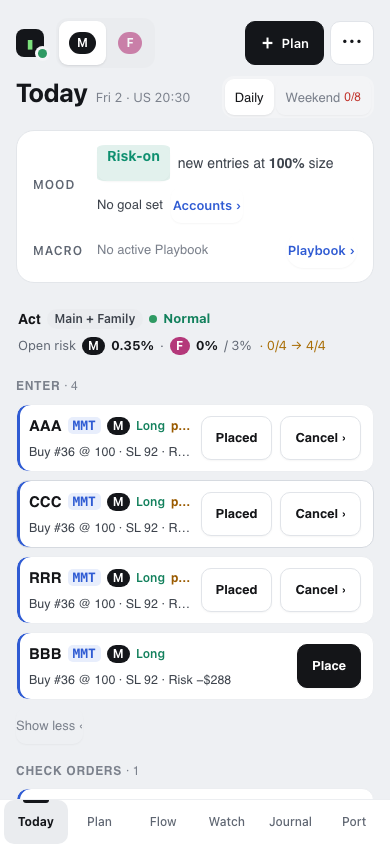 M F + Plan ···
Today Fri 2 · US 20:30 Daily Weekend 0/8
MOOD Risk-on new entries at 100% size
No goal set Accounts ›
MACRO No active Playbook Playbook ›
Act Main + Family Normal
Open risk M 0.35% · F 0% / 3% · 0/4 → 4/4
ENTER · 4
AAA MMT M Long p... Placed Cancel ›
Buy #36 @ 100 · SL 92 · R...
CCC MMT M Long p... Placed Cancel ›
Buy #36 @ 100 · SL 92 · R...
RRR MMT M Long p... Placed Cancel ›
Buy #36 @ 100 · SL 92 · R...
BBB MMT M Long Place
Buy #36 @ 100 · SL 92 · Risk −$288
Show less ‹
CHECK ORDERS · 1
Today Plan Flow Watch Journal Port